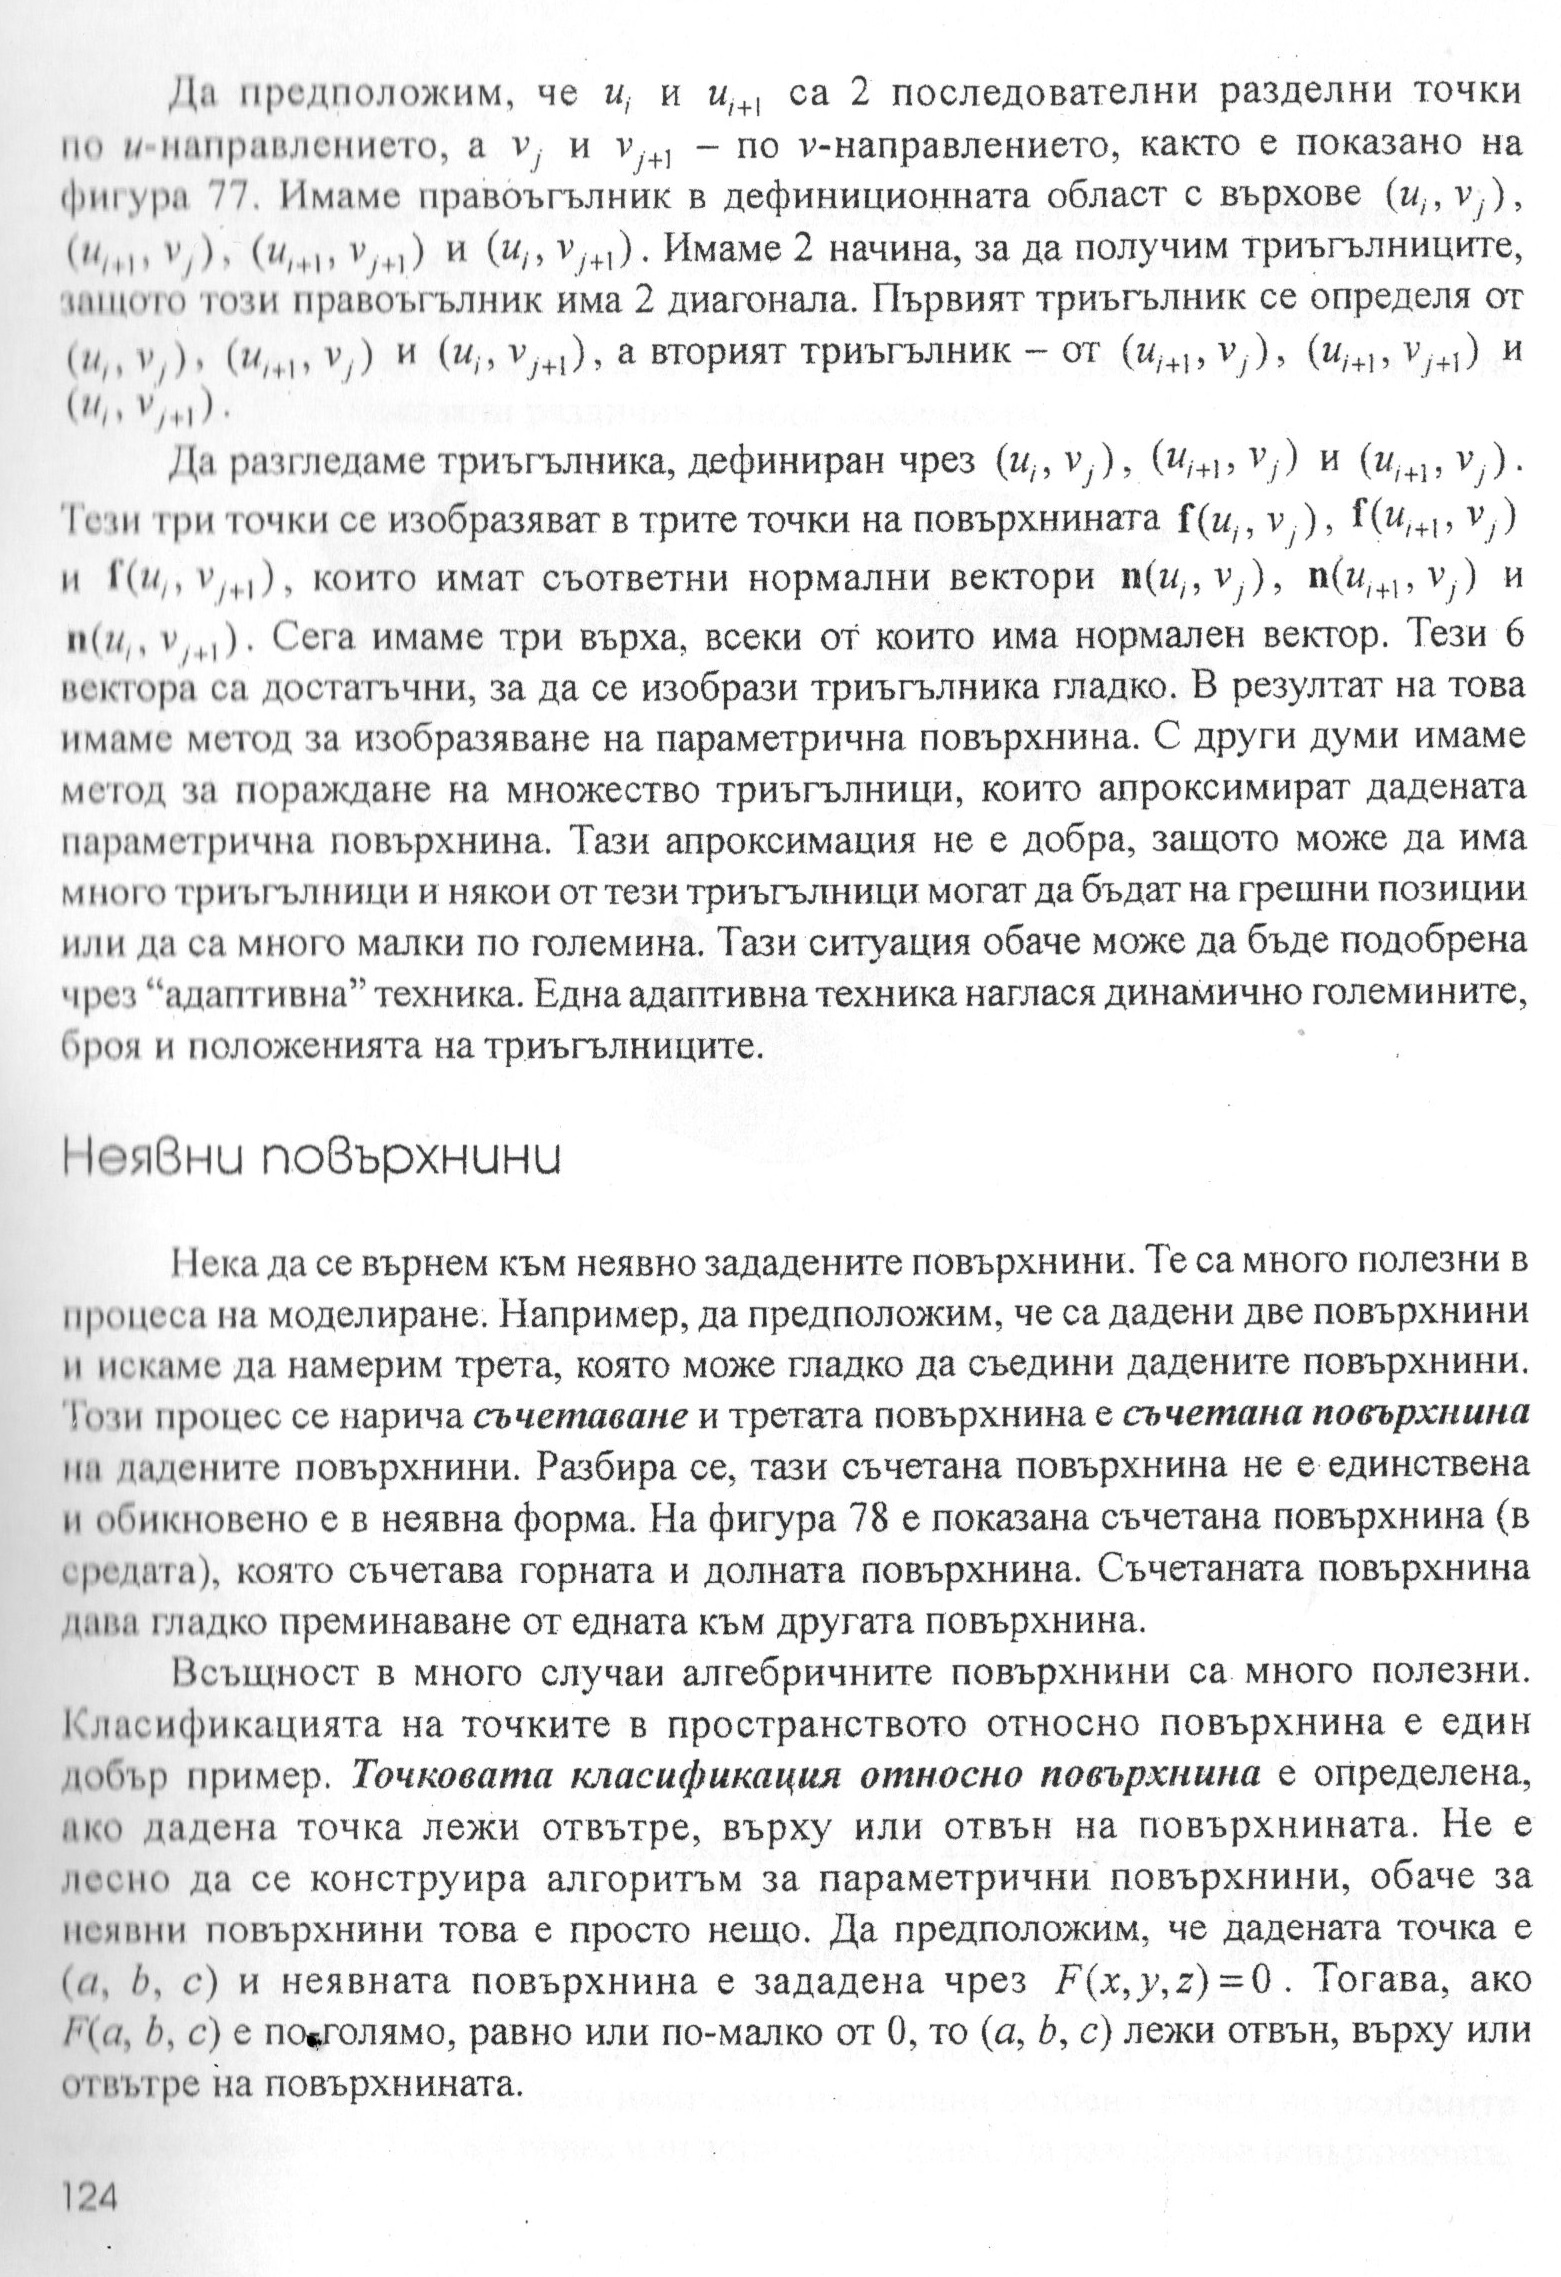 Да предположим, че u_i и u_{i+1} са 2 последователни разделни точки
по u-направлението, а v_j и v_{j+1} – по v-направлението, както е показано на
фигура 77. Имаме правоъгълник в дефиниционната област с върхове (u_i, v_j),
(u_{i+1}, v_j), (u_{i+1}, v_{j+1}) и (u_i, v_{j+1}). Имаме 2 начина, за да получим триъгълниците,
защото този правоъгълник има 2 диагонала. Първият триъгълник се определя от
(u_i, v_j), (u_{i+1}, v_j) и (u_i, v_{j+1}), а вторият триъгълник – от (u_{i+1}, v_j), (u_{i+1}, v_{j+1}) и
(u_i, v_{j+1}).
Да разгледаме триъгълника, дефиниран чрез (u_i, v_j), (u_{i+1}, v_j) и (u_{i+1}, v_j).
Тези три точки се изобразяват в трите точки на повърхнината f(u_i, v_j), f(u_{i+1}, v_j)
и f(u_i, v_{j+1}), които имат съответни нормални вектори n(u_i, v_j), n(u_{i+1}, v_j) и
n(u_i, v_{j+1}). Сега имаме три върха, всеки от които има нормален вектор. Тези 6
вектора са достатъчни, за да се изобрази триъгълника гладко. В резултат на това
имаме метод за изобразяване на параметрична повърхнина. С други думи имаме
метод за пораждане на множество триъгълници, които апроксимират дадената
параметрична повърхнина. Тази апроксимация не е добра, защото може да има
много триъгълници и някои от тези триъгълници могат да бъдат на грешни позиции
или да са много малки по големина. Тази ситуация обаче може да бъде подобрена
чрез “адаптивна” техника. Една адаптивна техника наглася динамично големините,
броя и положенията на триъгълниците.
Неявни повърхнини
Нека да се върнем към неявно зададените повърхнини. Те са много полезни в
процеса на моделиране. Например, да предположим, че са дадени две повърхнини
и искаме да намерим трета, която може гладко да съедини дадените повърхнини.
Този процес се нарича съчетаване и третата повърхнина е съчетана повърхнина
на дадените повърхнини. Разбира се, тази съчетана повърхнина не е единствена
и обикновено е в неявна форма. На фигура 78 е показана съчетана повърхнина (в
средата), която съчетава горната и долната повърхнина. Съчетаната повърхнина
дава гладко преминаване от едната към другата повърхнина.
Всъщност в много случаи алгебричните повърхнини са много полезни.
Класификацията на точките в пространството относно повърхнина е един
добър пример. Точковата класификация относно повърхнина е определена,
ако дадена точка лежи отвътре, върху или отвън на повърхнината. Не е
лесно да се конструира алгоритъм за параметрични повърхнини, обаче за
неявни повърхнини това е просто нещо. Да предположим, че дадената точка е
(a, b, c) и неявната повърхнина е зададена чрез F(x,y,z)=0. Тогава, ако
F(a, b, c) е по-голямо, равно или по-малко от 0, то (a, b, c) лежи отвън, върху или
отвътре на повърхнината.
124